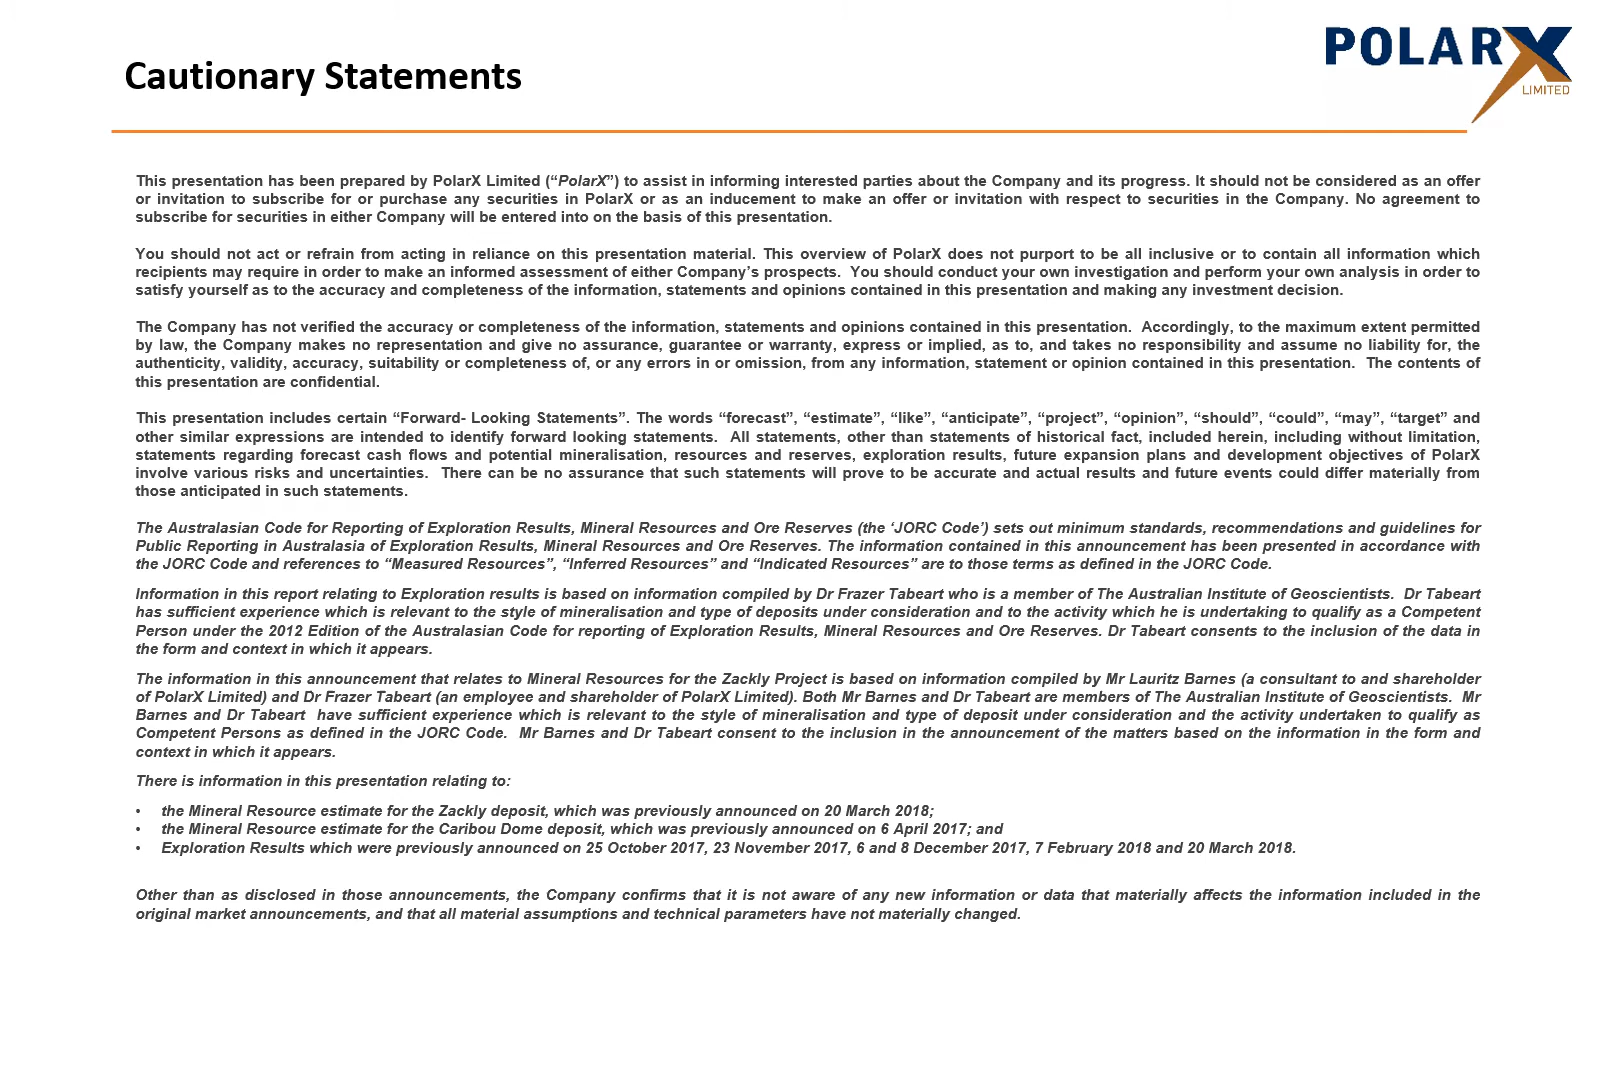 POLARX
LIMITED
Cautionary Statements
This presentation has been prepared by PolarX Limited (“PolarX”) to assist in informing interested parties about the Company and its progress. It should not be considered as an offer
or invitation to subscribe for or purchase any securities in PolarX or as an inducement to make an offer or invitation with respect to securities in the Company. No agreement to
subscribe for securities in either Company will be entered into on the basis of this presentation.
You should not act or refrain from acting in reliance on this presentation material. This overview of PolarX does not purport to be all inclusive or to contain all information which
recipients may require in order to make an informed assessment of either Company’s prospects.  You should conduct your own investigation and perform your own analysis in order to
satisfy yourself as to the accuracy and completeness of the information, statements and opinions contained in this presentation and making any investment decision.
The Company has not verified the accuracy or completeness of the information, statements and opinions contained in this presentation.  Accordingly, to the maximum extent permitted
by law, the Company makes no representation and give no assurance, guarantee or warranty, express or implied, as to, and takes no responsibility and assume no liability for, the
authenticity, validity, accuracy, suitability or completeness of, or any errors in or omission, from any information, statement or opinion contained in this presentation.  The contents of
this presentation are confidential.
This presentation includes certain “Forward- Looking Statements”. The words “forecast”, “estimate”, “like”, “anticipate”, “project”, “opinion”, “should”, “could”, “may”, “target” and
other similar expressions are intended to identify forward looking statements.  All statements, other than statements of historical fact, included herein, including without limitation,
statements regarding forecast cash flows and potential mineralisation, resources and reserves, exploration results, future expansion plans and development objectives of PolarX
involve various risks and uncertainties.  There can be no assurance that such statements will prove to be accurate and actual results and future events could differ materially from
those anticipated in such statements.
The Australasian Code for Reporting of Exploration Results, Mineral Resources and Ore Reserves (the ‘JORC Code’) sets out minimum standards, recommendations and guidelines for
Public Reporting in Australasia of Exploration Results, Mineral Resources and Ore Reserves. The information contained in this announcement has been presented in accordance with
the JORC Code and references to “Measured Resources”, “Inferred Resources” and “Indicated Resources” are to those terms as defined in the JORC Code.
Information in this report relating to Exploration results is based on information compiled by Dr Frazer Tabeart who is a member of The Australian Institute of Geoscientists.  Dr Tabeart
has sufficient experience which is relevant to the style of mineralisation and type of deposits under consideration and to the activity which he is undertaking to qualify as a Competent
Person under the 2012 Edition of the Australasian Code for reporting of Exploration Results, Mineral Resources and Ore Reserves. Dr Tabeart consents to the inclusion of the data in
the form and context in which it appears.
The information in this announcement that relates to Mineral Resources for the Zackly Project is based on information compiled by Mr Lauritz Barnes (a consultant to and shareholder
of PolarX Limited) and Dr Frazer Tabeart (an employee and shareholder of PolarX Limited). Both Mr Barnes and Dr Tabeart are members of The Australian Institute of Geoscientists.  Mr
Barnes and Dr Tabeart  have sufficient experience which is relevant to the style of mineralisation and type of deposit under consideration and the activity undertaken to qualify as
Competent Persons as defined in the JORC Code.  Mr Barnes and Dr Tabeart consent to the inclusion in the announcement of the matters based on the information in the form and
context in which it appears.
There is information in this presentation relating to:
• the Mineral Resource estimate for the Zackly deposit, which was previously announced on 20 March 2018;
• the Mineral Resource estimate for the Caribou Dome deposit, which was previously announced on 6 April 2017; and
• Exploration Results which were previously announced on 25 October 2017, 23 November 2017, 6 and 8 December 2017, 7 February 2018 and 20 March 2018.
Other than as disclosed in those announcements, the Company confirms that it is not aware of any new information or data that materially affects the information included in the
original market announcements, and that all material assumptions and technical parameters have not materially changed.